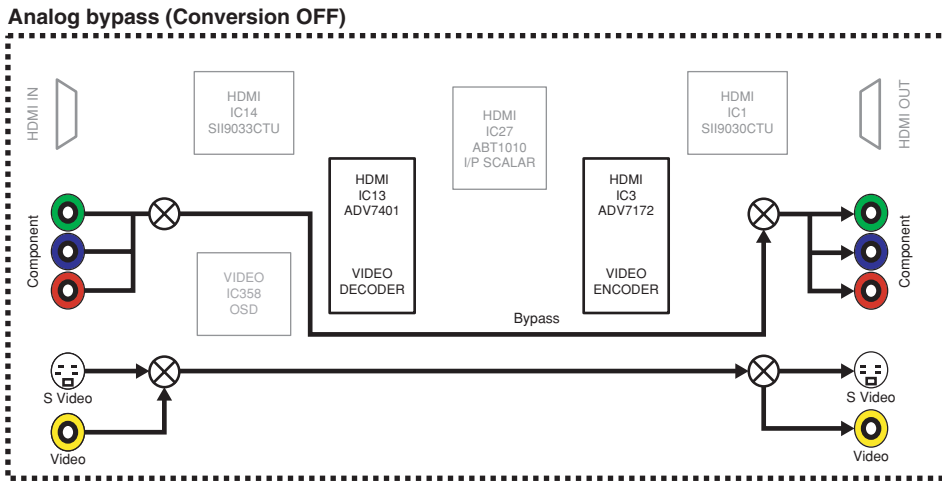 Analog bypass (Conversion OFF)
HDMI IN
HDMI
IC14
SII9033CTU
HDMI
IC27
ABT1010
I/P SCALAR
HDMI
IC1
SII9030CTU
HDMI OUT
Component
HDMI
IC13
ADV7401
VIDEO
DECODER
HDMI
IC3
ADV7172
VIDEO
ENCODER
Component
VIDEO
IC358
OSD
Bypass
S Video
S Video
Video
Video